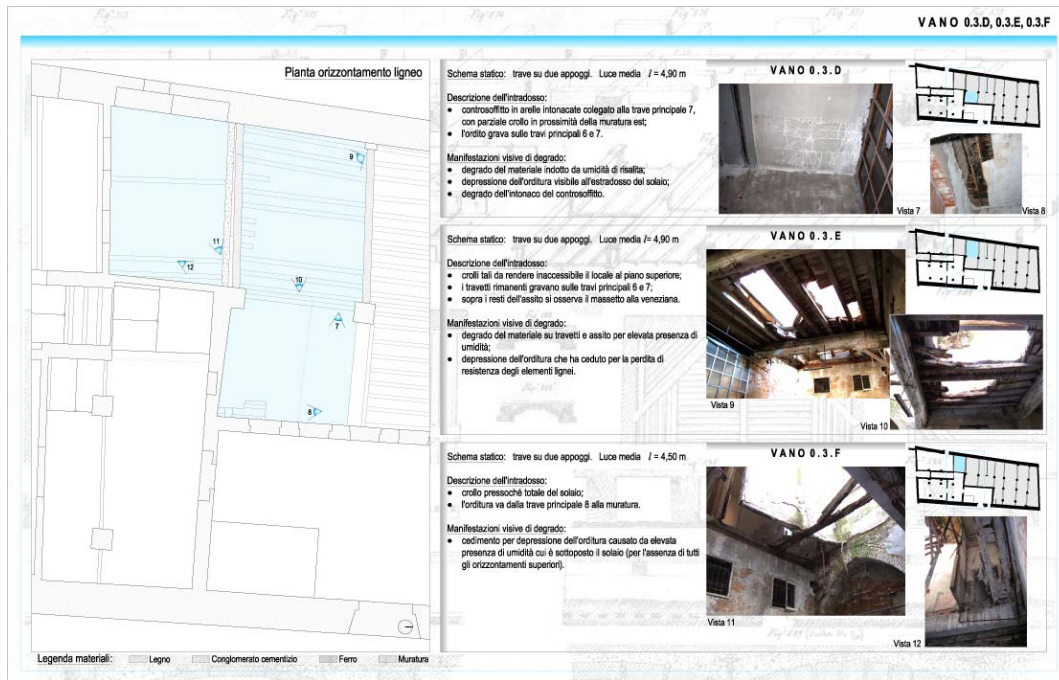 VANO 0.3.D, 0.3.E, 0.3.F
Pianta orizzontamento ligneo
9
11
12
10
7
8
Legenda materiali:
Legno
Conglomerato cementizio
Ferro
Muratura
Schema statico: trave su due appoggi. Luce media l = 4,90 m
Descrizione dell'intradosso:
• controsoffitto in arelle intonacate colegato alla trave principale 7,
con parziale crollo in prossimità della muratura est;
• l'ordito grava sulle travi principali 6 e 7.
Manifestazioni visive di degrado:
• degrado del materiale indotto da umidità di risalita;
• depressione dell'orditura visibile all'estradosso del solaio;
• degrado dell'intonaco del controsoffitto.
VANO 0.3.D
Vista 7
Vista 8
Schema statico: trave su due appoggi. Luce media l= 4,90 m
Descrizione dell'intradosso:
• crolli tali da rendere inaccessibile il locale al piano superiore;
• i travetti rimanenti gravano sulle travi principali 6 e 7;
• sopra i resti dell'assito si osserva il massetto alla veneziana.
Manifestazioni visive di degrado:
• degrado del materiale su travetti e assito per elevata presenza di
umidità;
• depressione dell'orditura che ha ceduto per la perdita di
resistenza degli elementi lignei.
VANO 0.3.E
Vista 9
Vista 10
Schema statico: trave su due appoggi. Luce media l = 4,50 m
Descrizione dell'intradosso:
• crollo pressoché totale del solaio;
• l'orditura va dalla trave principale 8 alla muratura.
Manifestazioni visive di degrado:
• cedimento per depressione dell'orditura causato da elevata
presenza di umidità cui è sottoposto il solaio (per l'assenza di tutti
gli orizzontamenti superiori).
VANO 0.3.F
Vista 11
Vista 12